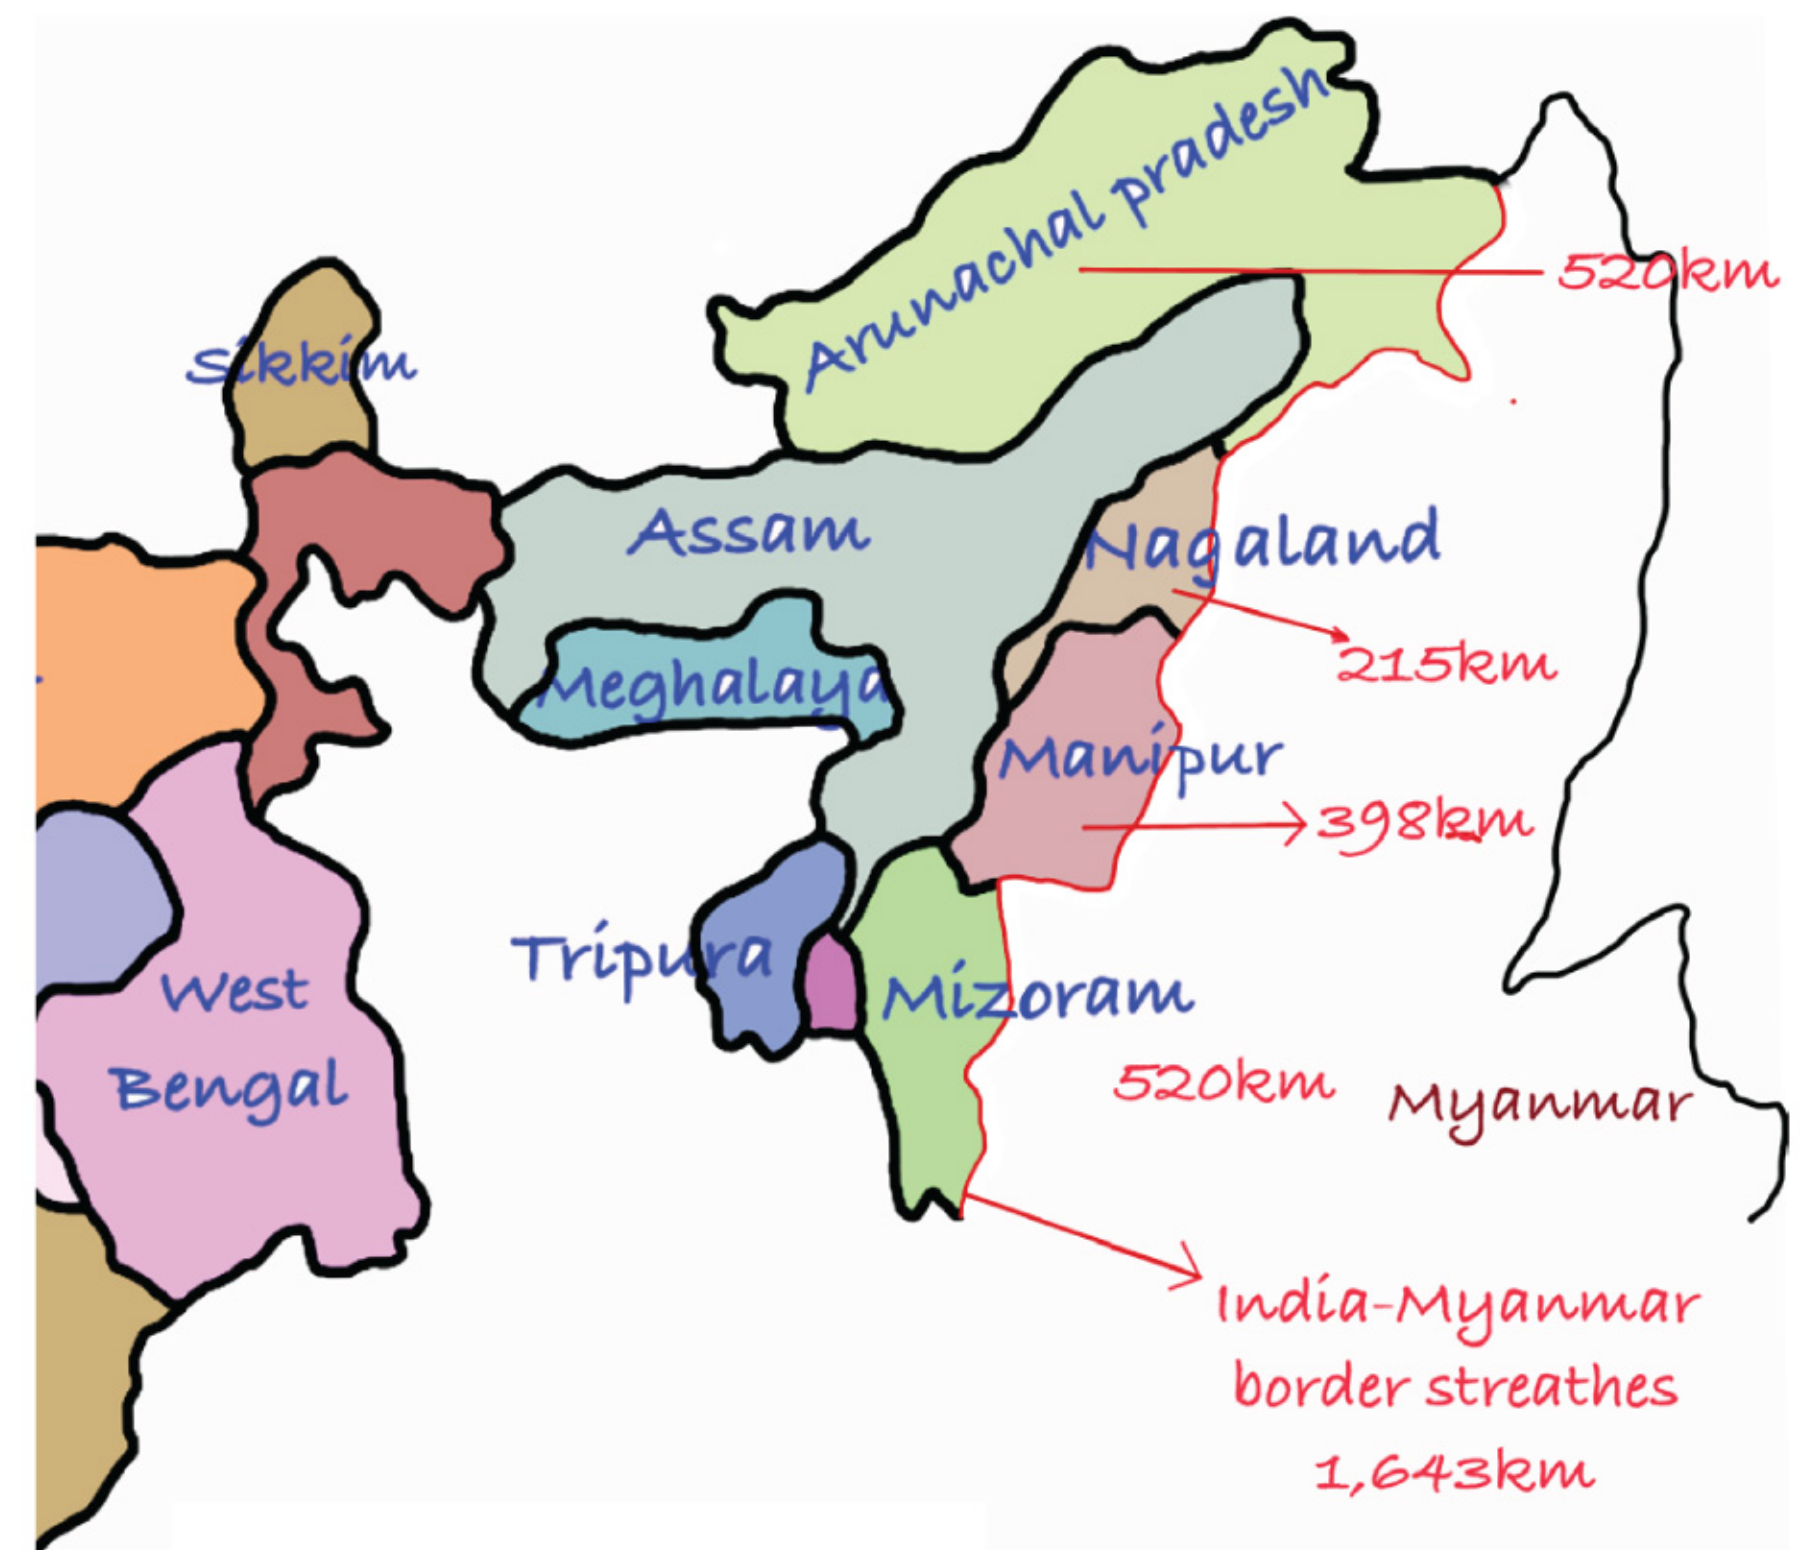 Arunachal pradesh
520km
Sikkim
Assam
Nagaland
215km
Meghalaya
Manipur
398km
Tripura
Mizoram
West
Bengal
520km
Myanmar
India-Myanmar
border streathes
1,643km